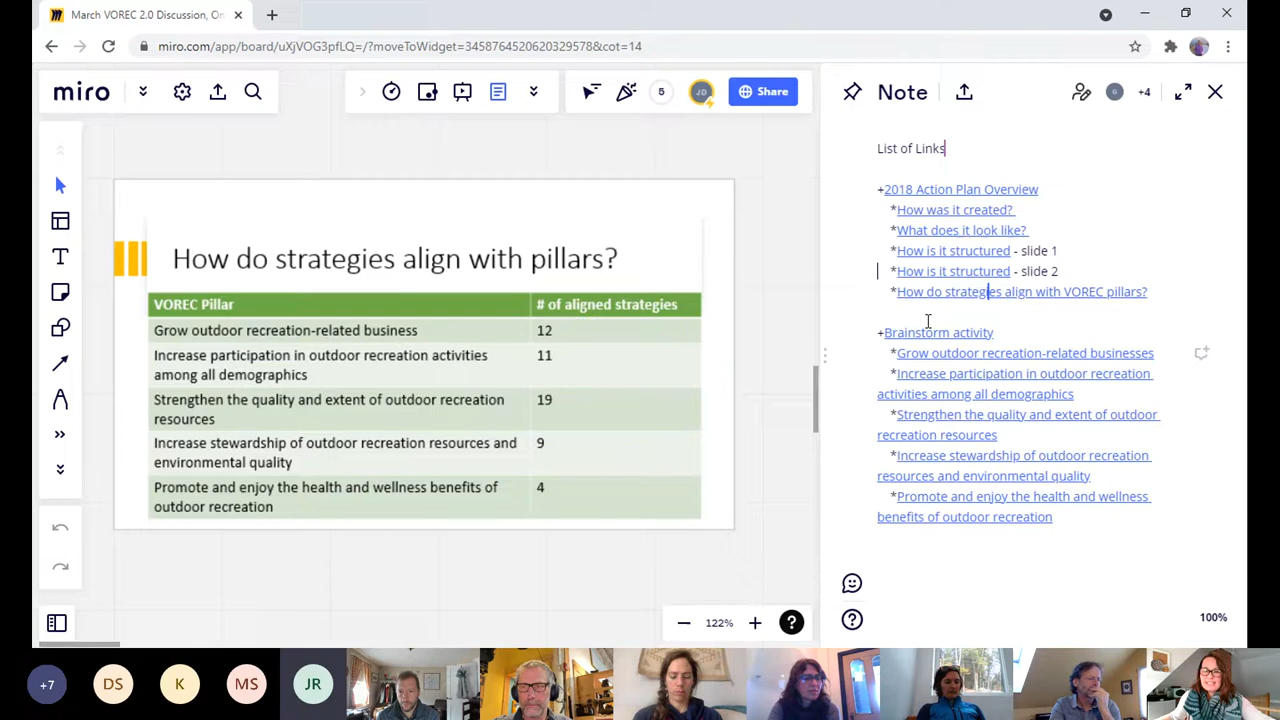 March VOREC 2.0 Discussion, On
miro.com/app/board/uXjVOG3pfLQ=/?moveToWidget=3458764520620329578&cot=14
miro
5
JD
Share
Note
G
+4
How do strategies align with pillars?
VOREC Pillar # of aligned strategies
Grow outdoor recreation-related business 12
Increase participation in outdoor recreation activities 11
among all demographics
Strengthen the quality and extent of outdoor recreation 19
resources
Increase stewardship of outdoor recreation resources and 9
environmental quality
Promote and enjoy the health and wellness benefits of 4
outdoor recreation
122%
?
List of Links
+2018 Action Plan Overview
*How was it created?
*What does it look like?
*How is it structured - slide 1
*How is it structured - slide 2
*How do strategies align with VOREC pillars?
+Brainstorm activity
*Grow outdoor recreation-related businesses
*Increase participation in outdoor recreation
activities among all demographics
*Strengthen the quality and extent of outdoor
recreation resources
*Increase stewardship of outdoor recreation
resources and environmental quality
*Promote and enjoy the health and wellness
benefits of outdoor recreation
?
100%
+7
DS
K
MS
JR